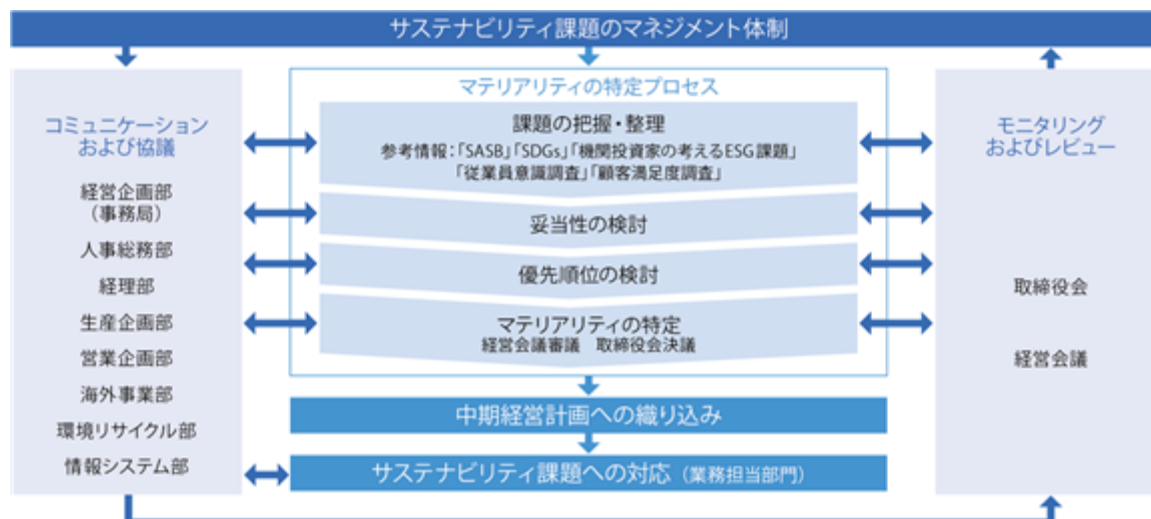 サステナビリティ課題のマネジメント体制
コミュニケーション
および協議
経営企画部
（事務局）
人事総務部
経理部
生産企画部
営業企画部
海外事業部
環境リサイクル部
情報システム部
マテリアリティの特定プロセス
課題の把握・整理
参考情報：「SASB」「SDGs」「機関投資家の考えるESG課題」
「従業員意識調査」「顧客満足度調査」
妥当性の検討
優先順位の検討
マテリアリティの特定
経営会議審議　取締役会決議
中期経営計画への織り込み
サステナビリティ課題への対応（業務担当部門）
モニタリング
およびレビュー
取締役会
経営会議